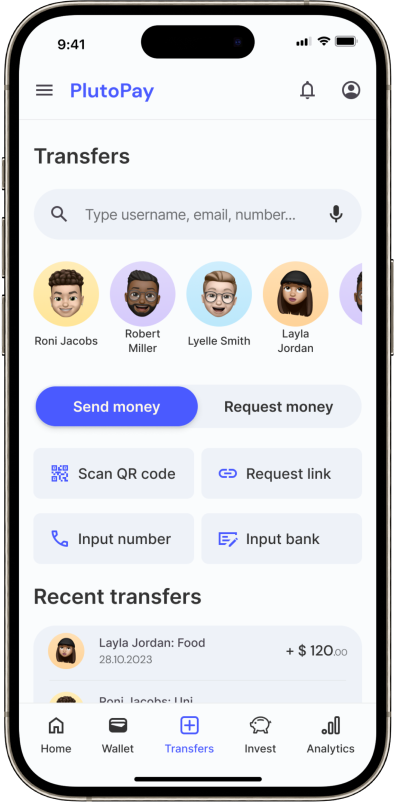 9:41
PlutoPay
Transfers
Type username, email, number...
Roni Jacobs
Robert
Miller
Lyelle Smith
Layla
Jordan
Send money
Request money
Scan QR code
Request link
Input number
Input bank
Recent transfers
Layla Jordan: Food
28.10.2023
+ $ 120.00
Roni Jacobs: Uni
Home
Wallet
Transfers
Invest
Analytics